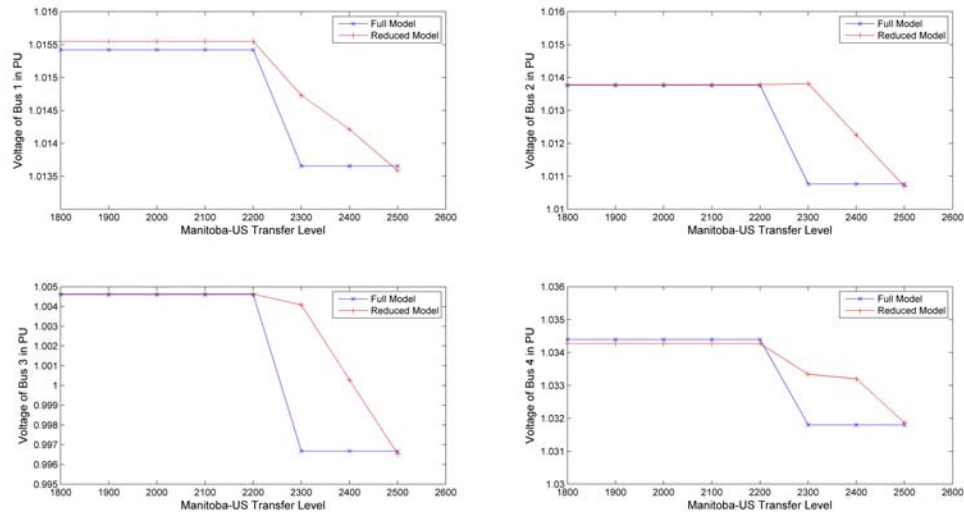 1.016
1.0155
1.015
1.0145
1.014
1.0135
Voltage of Bus 1 in PU
Full Model
Reduced Model
1800 1900 2000 2100 2200 2300 2400 2500 2600
Manitoba-US Transfer Level
1.016
1.015
1.014
1.013
1.012
1.011
1.01
Voltage of Bus 2 in PU
Full Model
Reduced Model
1800 1900 2000 2100 2200 2300 2400 2500 2600
Manitoba-US Transfer Level
1.005
1.004
1.003
1.002
1.001
1
0.999
0.998
0.997
0.996
0.995
Voltage of Bus 3 in PU
Full Model
Reduced Model
1800 1900 2000 2100 2200 2300 2400 2500 2600
Manitoba-US Transfer Level
1.036
1.035
1.034
1.033
1.032
1.031
1.03
Voltage of Bus 4 in PU
Full Model
Reduced Model
1800 1900 2000 2100 2200 2300 2400 2500 2600
Manitoba-US Transfer Level